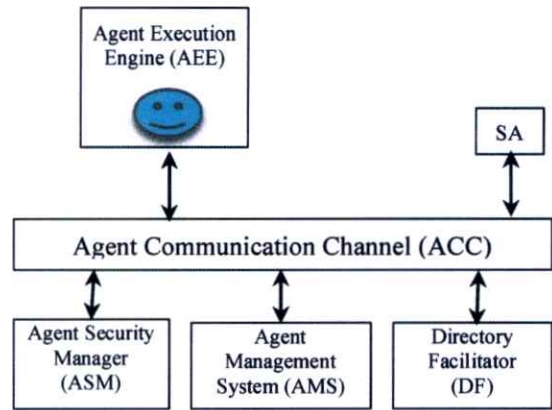 Agent Execution
Engine (AEE)
SA
Agent Communication Channel (ACC)
Agent Security
Manager
(ASM)
Agent
Management
System (AMS)
Directory
Facilitator
(DF)